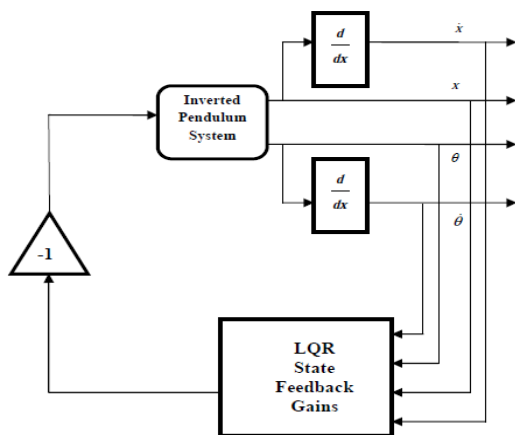 d
dx
ẋ
Inverted
Pendulum
System
x
θ
d
dx
θ̇
-1
LQR
State
Feedback
Gains